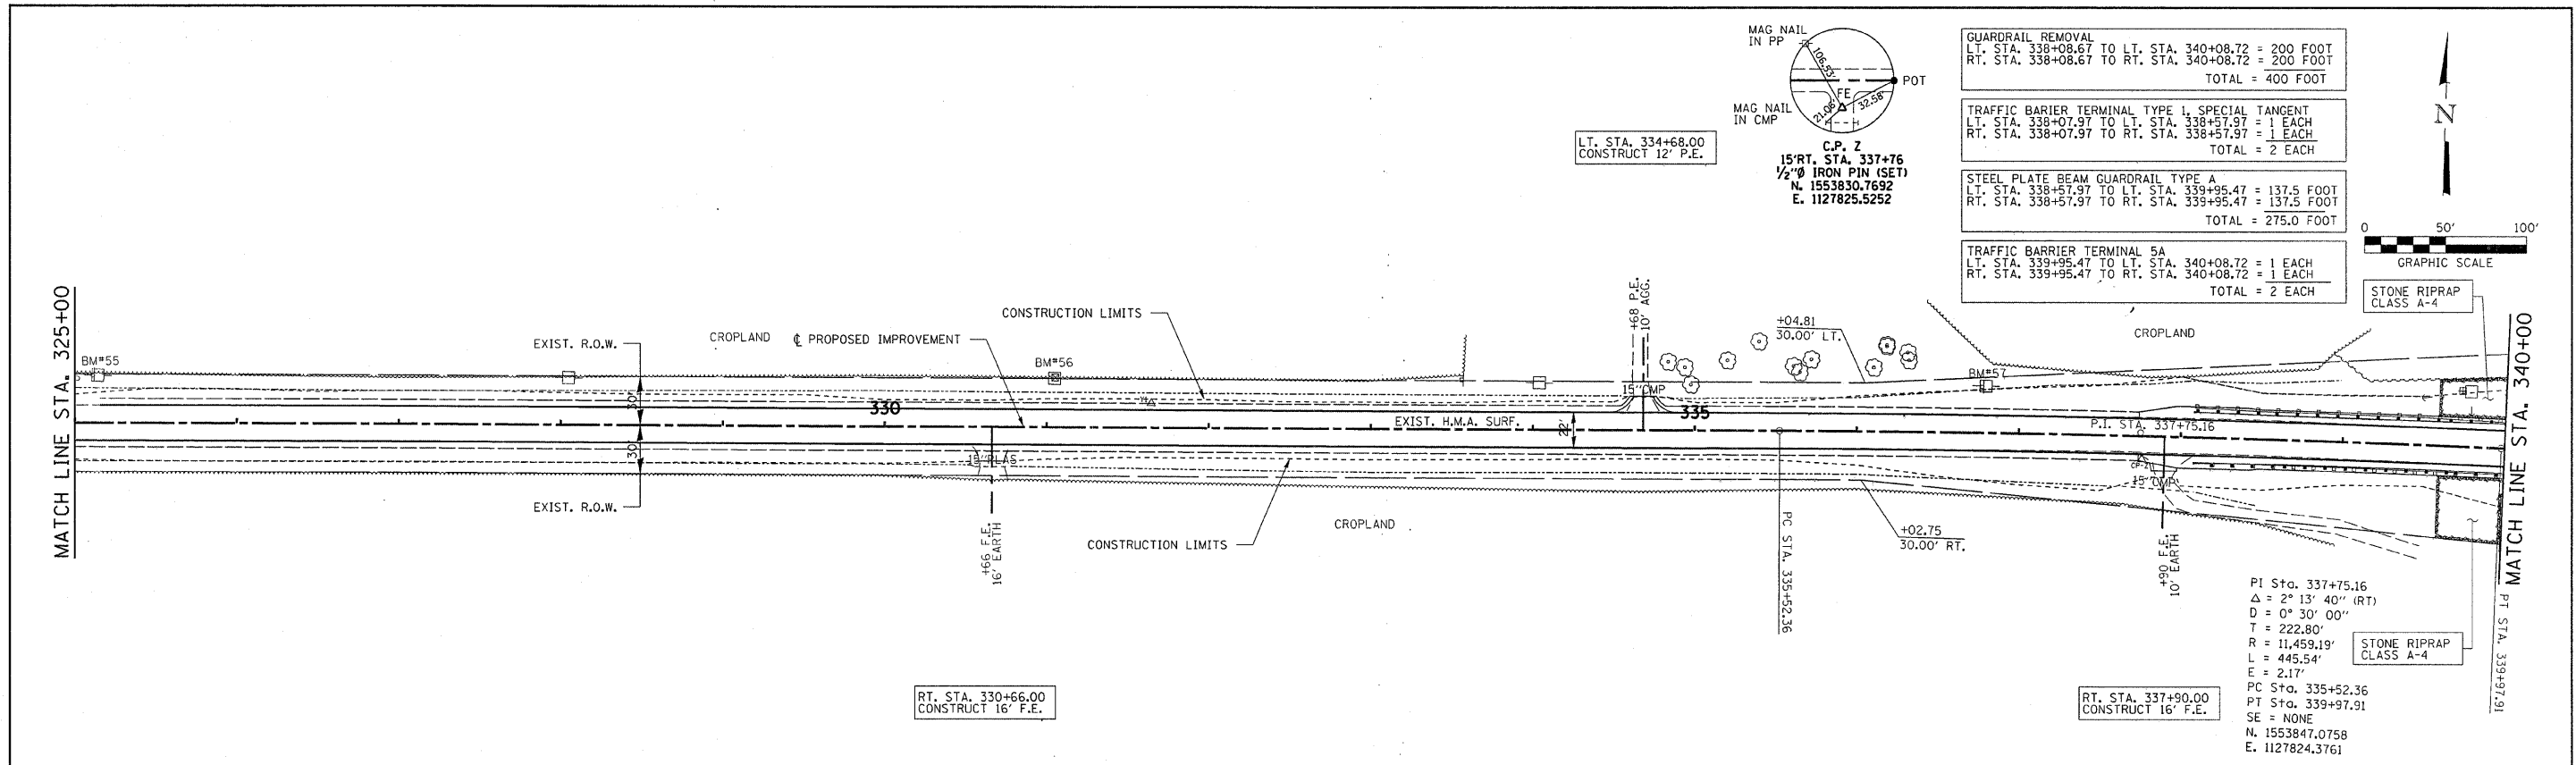 MAG NAIL
IN PP
106.53'
POT
FE
32.58'
21.06'
MAG NAIL
IN CMP
C.P. Z
15'RT. STA. 337+76
1/2"Ø IRON PIN (SET)
N. 1553830.7692
E. 1127825.5252
LT. STA. 334+68.00
CONSTRUCT 12' P.E.
GUARDRAIL REMOVAL
LT. STA. 338+08.67 TO LT. STA. 340+08.72 = 200 FOOT
RT. STA. 338+08.67 TO RT. STA. 340+08.72 = 200 FOOT
TOTAL = 400 FOOT
TRAFFIC BARIER TERMINAL TYPE 1, SPECIAL TANGENT
LT. STA. 338+07.97 TO LT. STA. 338+57.97 = 1 EACH
RT. STA. 338+07.97 TO RT. STA. 338+57.97 = 1 EACH
TOTAL = 2 EACH
STEEL PLATE BEAM GUARDRAIL TYPE A
LT. STA. 338+57.97 TO LT. STA. 339+95.47 = 137.5 FOOT
RT. STA. 338+57.97 TO RT. STA. 339+95.47 = 137.5 FOOT
TOTAL = 275.0 FOOT
TRAFFIC BARRIER TERMINAL 5A
LT. STA. 339+95.47 TO LT. STA. 340+08.72 = 1 EACH
RT. STA. 339+95.47 TO RT. STA. 340+08.72 = 1 EACH
TOTAL = 2 EACH
N
0 50' 100'
GRAPHIC SCALE
STONE RIPRAP
CLASS A-4
MATCH LINE STA. 325+00
BM#55
EXIST. R.O.W.
CROPLAND
℄ PROPOSED IMPROVEMENT
CONSTRUCTION LIMITS
BM#56
+68 P.E.
10' AGG.
+04.81
30.00' LT.
BM#57
CROPLAND
MATCH LINE STA. 340+00
30'
330
15" CMP
335
EXIST. H.M.A. SURF.
22'
P.I. STA. 337+75.16
30'
15" PLAS
CP-Z
15" CMP
EXIST. R.O.W.
+66 F.E.
16' EARTH
CONSTRUCTION LIMITS
CROPLAND
PC STA. 335+52.36
+02.75
30.00' RT.
+90 F.E.
10' EARTH
PI Sta. 337+75.16
Δ = 2° 13' 40" (RT)
D = 0° 30' 00"
T = 222.80'
R = 11,459.19'
L = 445.54'
E = 2.17'
PC Sta. 335+52.36
PT Sta. 339+97.91
SE = NONE
N. 1553847.0758
E. 1127824.3761
STONE RIPRAP
CLASS A-4
PT STA. 339+97.91
RT. STA. 330+66.00
CONSTRUCT 16' F.E.
RT. STA. 337+90.00
CONSTRUCT 16' F.E.